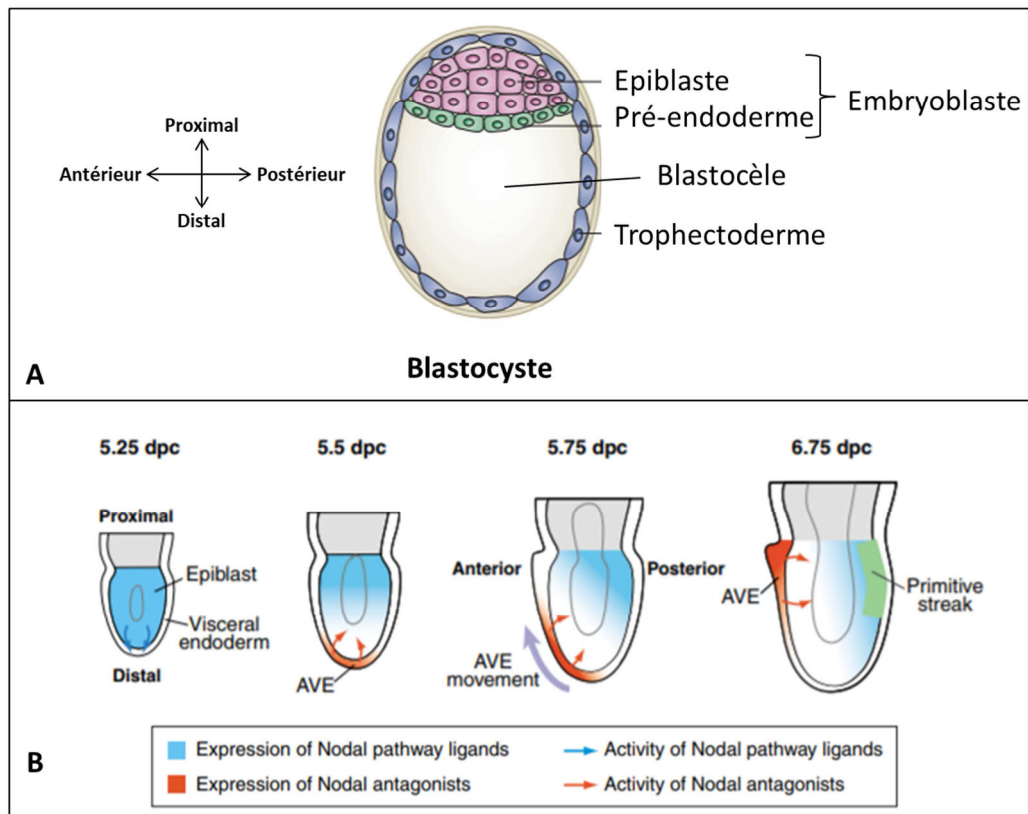 Epiblaste
Pré-endoderme
Embryoblaste
Proximal
Antérieur
Postérieur
Distal
Blastocèle
Trophectoderme
A
Blastocyste
5.25 dpc
5.5 dpc
5.75 dpc
6.75 dpc
Proximal
Epiblast
Visceral
endoderm
Distal
AVE
Anterior
Posterior
AVE
movement
AVE
Primitive
streak
B
Expression of Nodal pathway ligands
Activity of Nodal pathway ligands
Expression of Nodal antagonists
Activity of Nodal antagonists